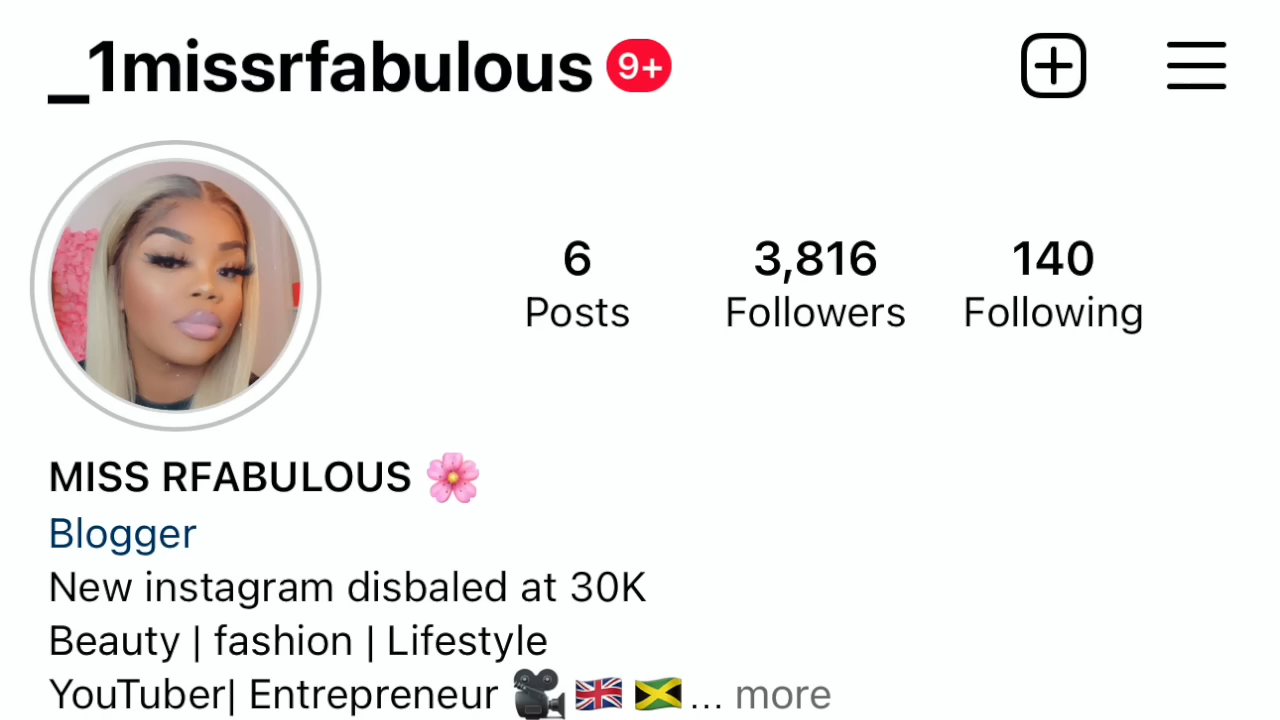 _1missrfabulous 9+
6 3,816 140
Posts Followers Following
MISS RFABULOUS 🌸
Blogger
New instagram disbaled at 30K
Beauty | fashion | Lifestyle
YouTuber| Entrepreneur 🎥🇬🇧🇯🇲... more